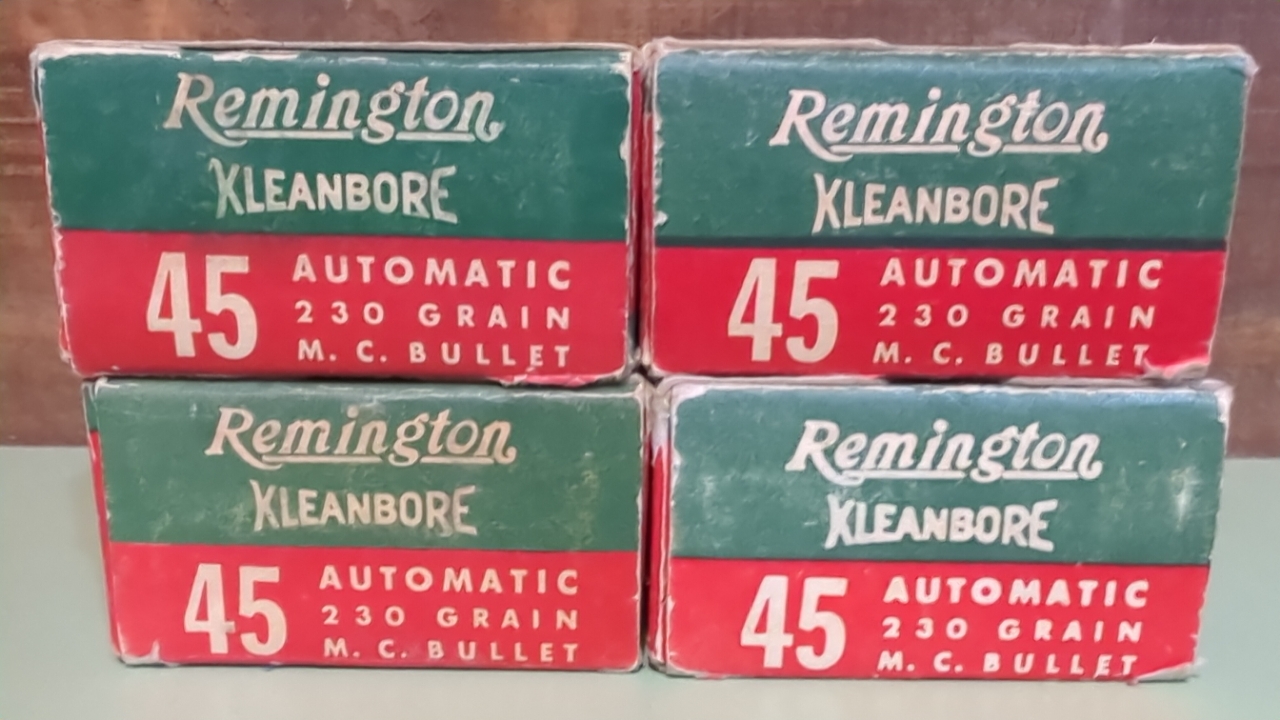 Remington
KLEANBORE
45 AUTOMATIC
230 GRAIN
M. C. BULLET
Remington
KLEANBORE
45 AUTOMATIC
230 GRAIN
M. C. BULLET
Remington
KLEANBORE
45 AUTOMATIC
230 GRAIN
M. C. BULLET
Remington
KLEANBORE
45 AUTOMATIC
230 GRAIN
M. C. BULLET